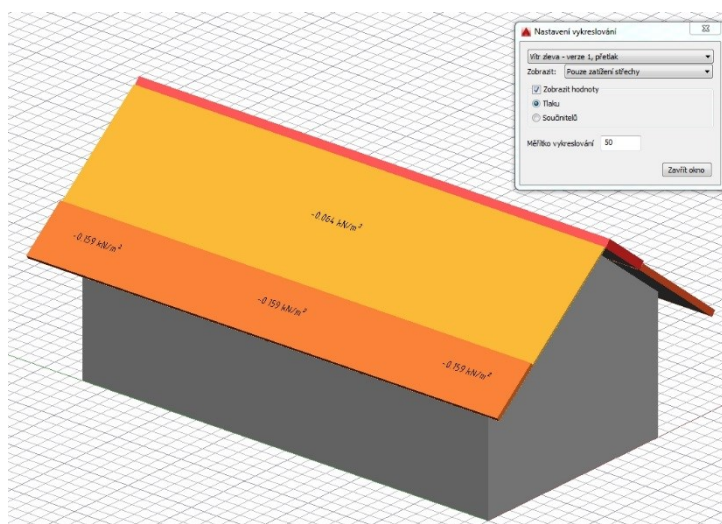 Nastavení vykreslování
Vítr zleva - verze 1, přetlak
Zobrazit: Pouze zatížení střechy
Zobrazit hodnoty
Tlaku
Součinitelů
Měřítko vykreslování 50
Zavřít okno
-0.064 kN/m²
-0.159 kN/m²
-0.159 kN/m²
-0.159 kN/m²